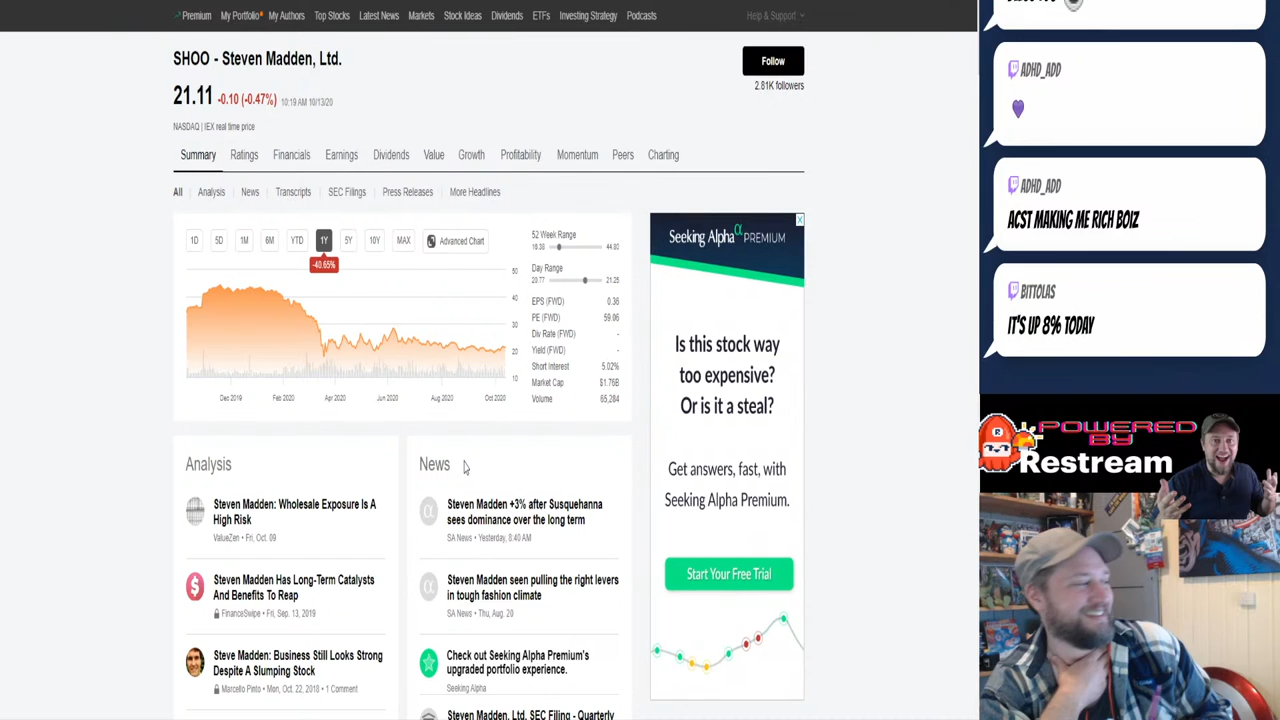 Premium My Portfolio My Authors Top Stocks Latest News Markets Stock Ideas Dividends ETFs Investing Strategy Podcasts Help & Support
SHOO - Steven Madden, Ltd.
Follow
21.11 -0.10 (-0.47%) 10:19 AM 10/13/20
2.81K followers
NASDAQ | IEX real time price
Summary Ratings Financials Earnings Dividends Value Growth Profitability Momentum Peers Charting
All Analysis News Transcripts SEC Filings Press Releases More Headlines
1D 5D 1M 6M YTD 1Y 5Y 10Y MAX Advanced Chart
-40.65%
50
40
30
20
10
Dec 2019 Feb 2020 Apr 2020 Jun 2020 Aug 2020 Oct 2020
52 Week Range
16.38 44.80
Day Range
20.77 21.25
EPS (FWD) 0.36
PE (FWD) 59.06
Div Rate (FWD) -
Yield (FWD) -
Short Interest 5.02%
Market Cap $1.76B
Volume 65,284
Analysis
Steven Madden: Wholesale Exposure Is A
High Risk
ValueZen • Fri, Oct. 09
Steven Madden Has Long-Term Catalysts
And Benefits To Reap
FinanceSwipe • Fri, Sep. 13, 2019
Steve Madden: Business Still Looks Strong
Despite A Slumping Stock
Marcello Pinto • Mon, Oct. 22, 2018 • 1 Comment
News
Steven Madden +3% after Susquehanna
sees dominance over the long term
SA News • Yesterday, 8:40 AM
Steven Madden seen pulling the right levers
in tough fashion climate
SA News • Thu, Aug. 20
Check out Seeking Alpha Premium's
upgraded portfolio experience.
Seeking Alpha
Steven Madden, Ltd. SEC Filing - Quarterly
Seeking Alpha α PREMIUM
Is this stock way
too expensive?
Or is it a steal?
Get answers, fast, with
Seeking Alpha Premium.
Start Your Free Trial
ADHD_ADD
ADHD_ADD
ACST MAKING ME RICH BOIZ
BITTOLAS
IT'S UP 8% TODAY
POWERED
BY
Restream